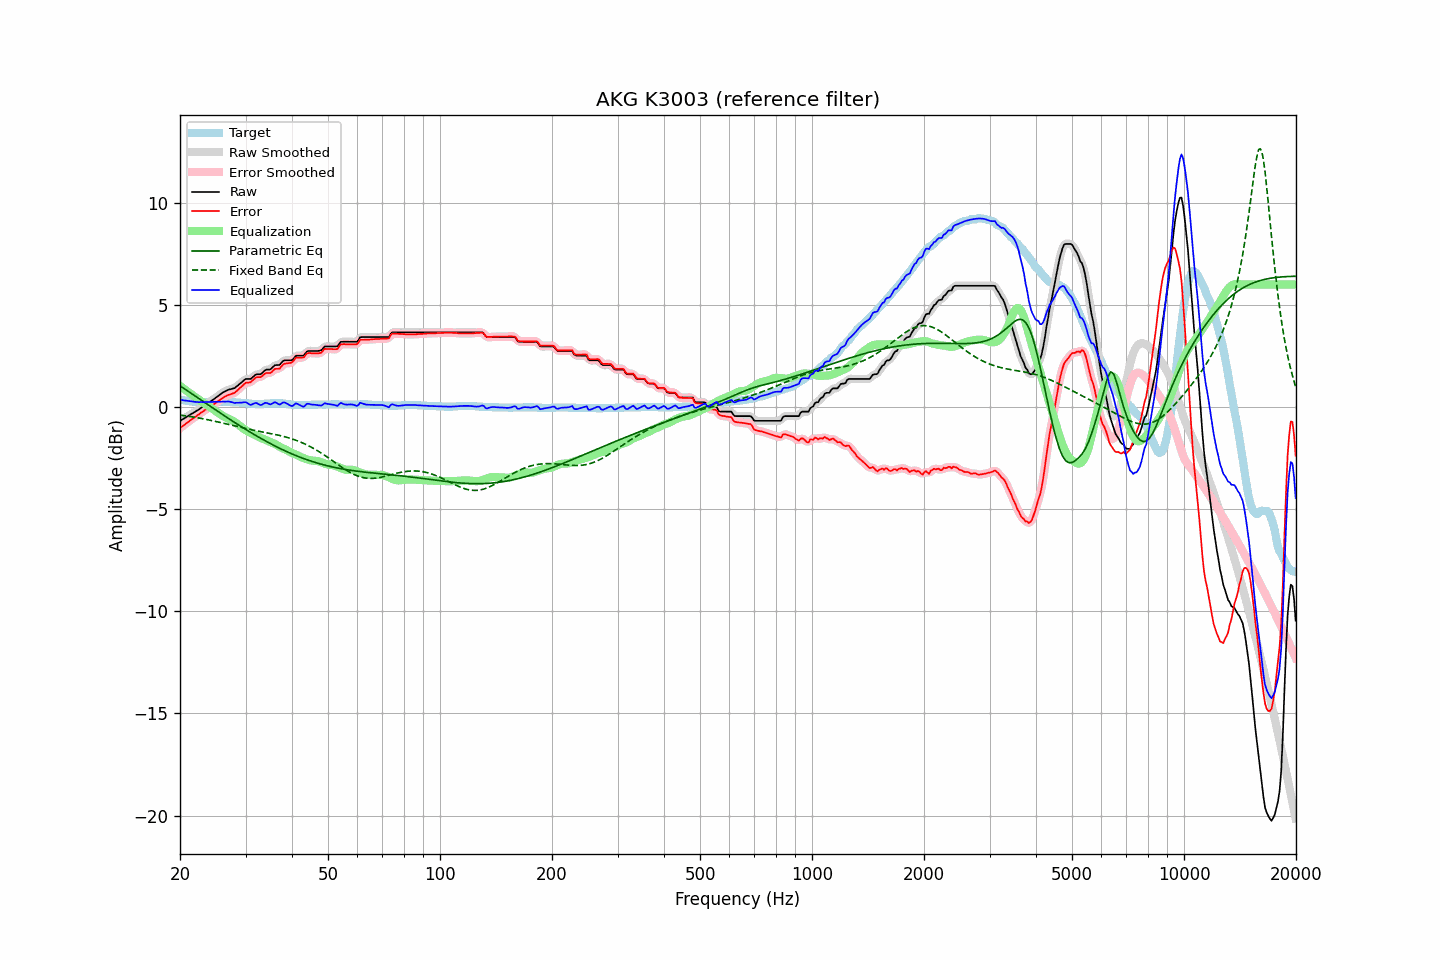 AKG K3003 (reference filter)
Target
Raw Smoothed
Error Smoothed
Raw
Error
Equalization
Parametric Eq
Fixed Band Eq
Equalized
Amplitude (dBr)
10
5
0
−5
−10
−15
−20
20
50
100
200
500
1000
2000
5000
10000
20000
Frequency (Hz)